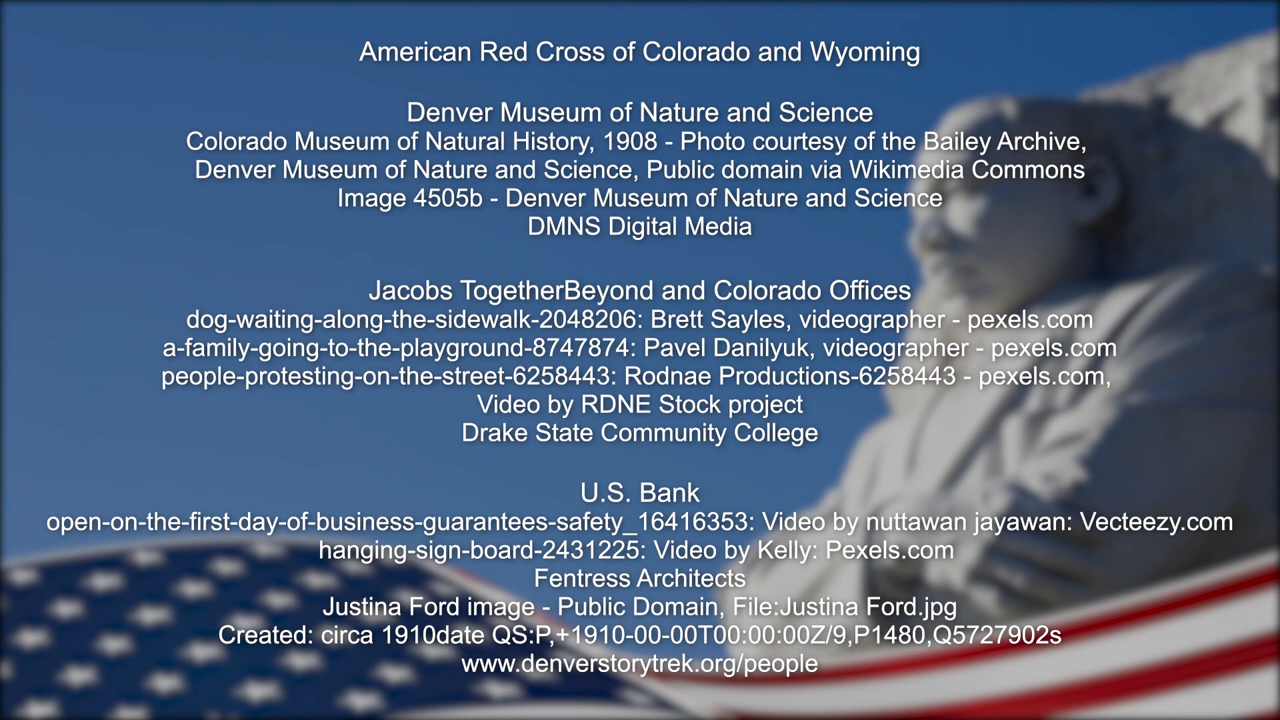 American Red Cross of Colorado and Wyoming
Denver Museum of Nature and Science
Colorado Museum of Natural History, 1908 - Photo courtesy of the Bailey Archive,
Denver Museum of Nature and Science, Public domain via Wikimedia Commons
Image 4505b - Denver Museum of Nature and Science
DMNS Digital Media
Jacobs TogetherBeyond and Colorado Offices
dog-waiting-along-the-sidewalk-2048206: Brett Sayles, videographer - pexels.com
a-family-going-to-the-playground-8747874: Pavel Danilyuk, videographer - pexels.com
people-protesting-on-the-street-6258443: Rodnae Productions-6258443 - pexels.com,
Video by RDNE Stock project
Drake State Community College
U.S. Bank
open-on-the-first-day-of-business-guarantees-safety_16416353: Video by nuttawan jayawan: Vecteezy.com
hanging-sign-board-2431225: Video by Kelly: Pexels.com
Fentress Architects
Justina Ford image - Public Domain, File:Justina Ford.jpg
Created: circa 1910date QS:P,+1910-00-00T00:00:00Z/9,P1480,Q5727902s
www.denverstorytrek.org/people